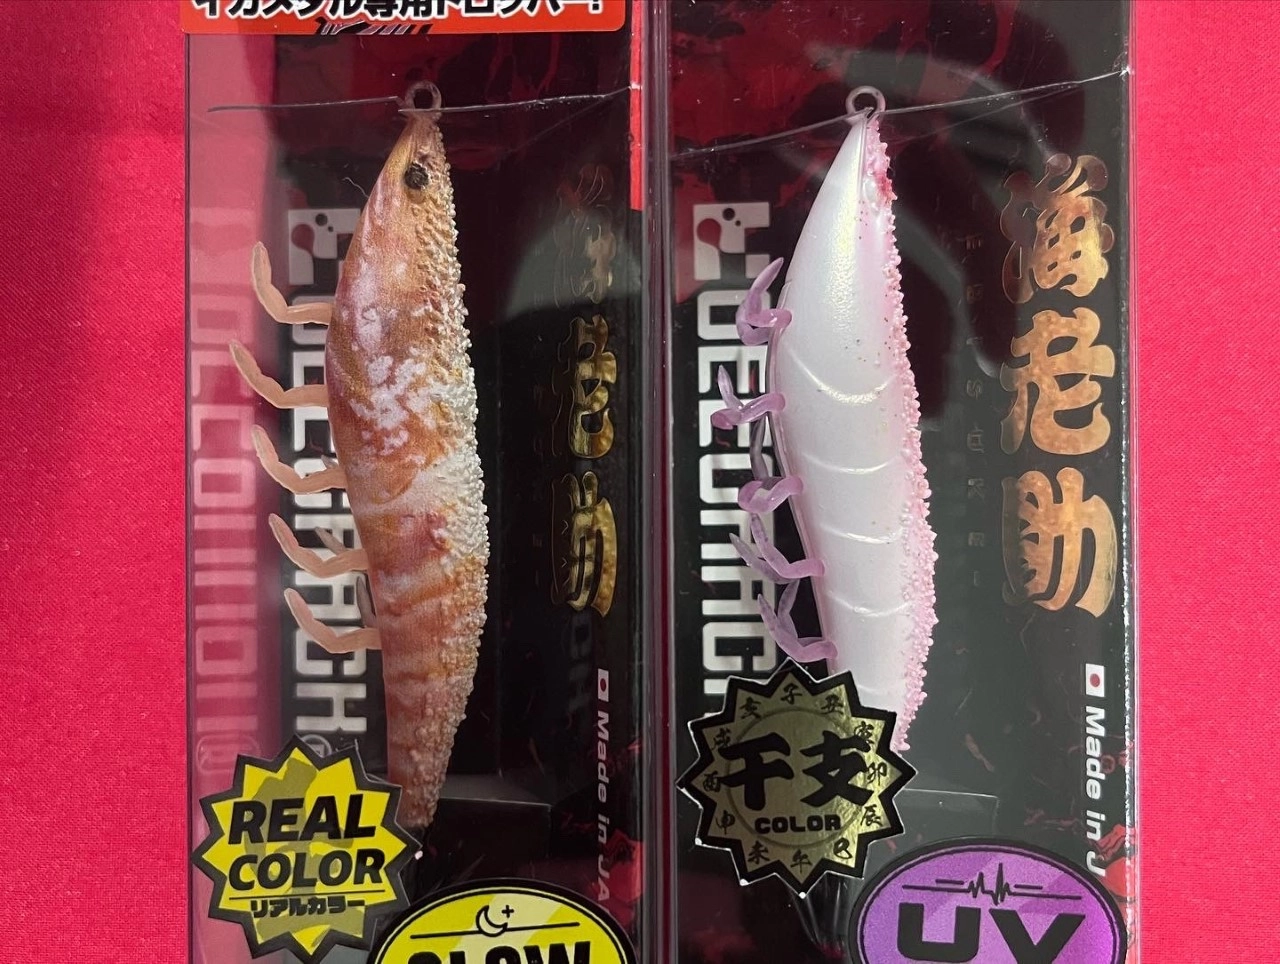 イカメタル専用ドロッパー!
海老助
Made in JA
REAL
COLOR
リアルカラー
GLOW
海老助
Made in J
干支
COLOR
子 丑 寅 卯 辰 巳 午 未 申 酉 戌 亥
UV